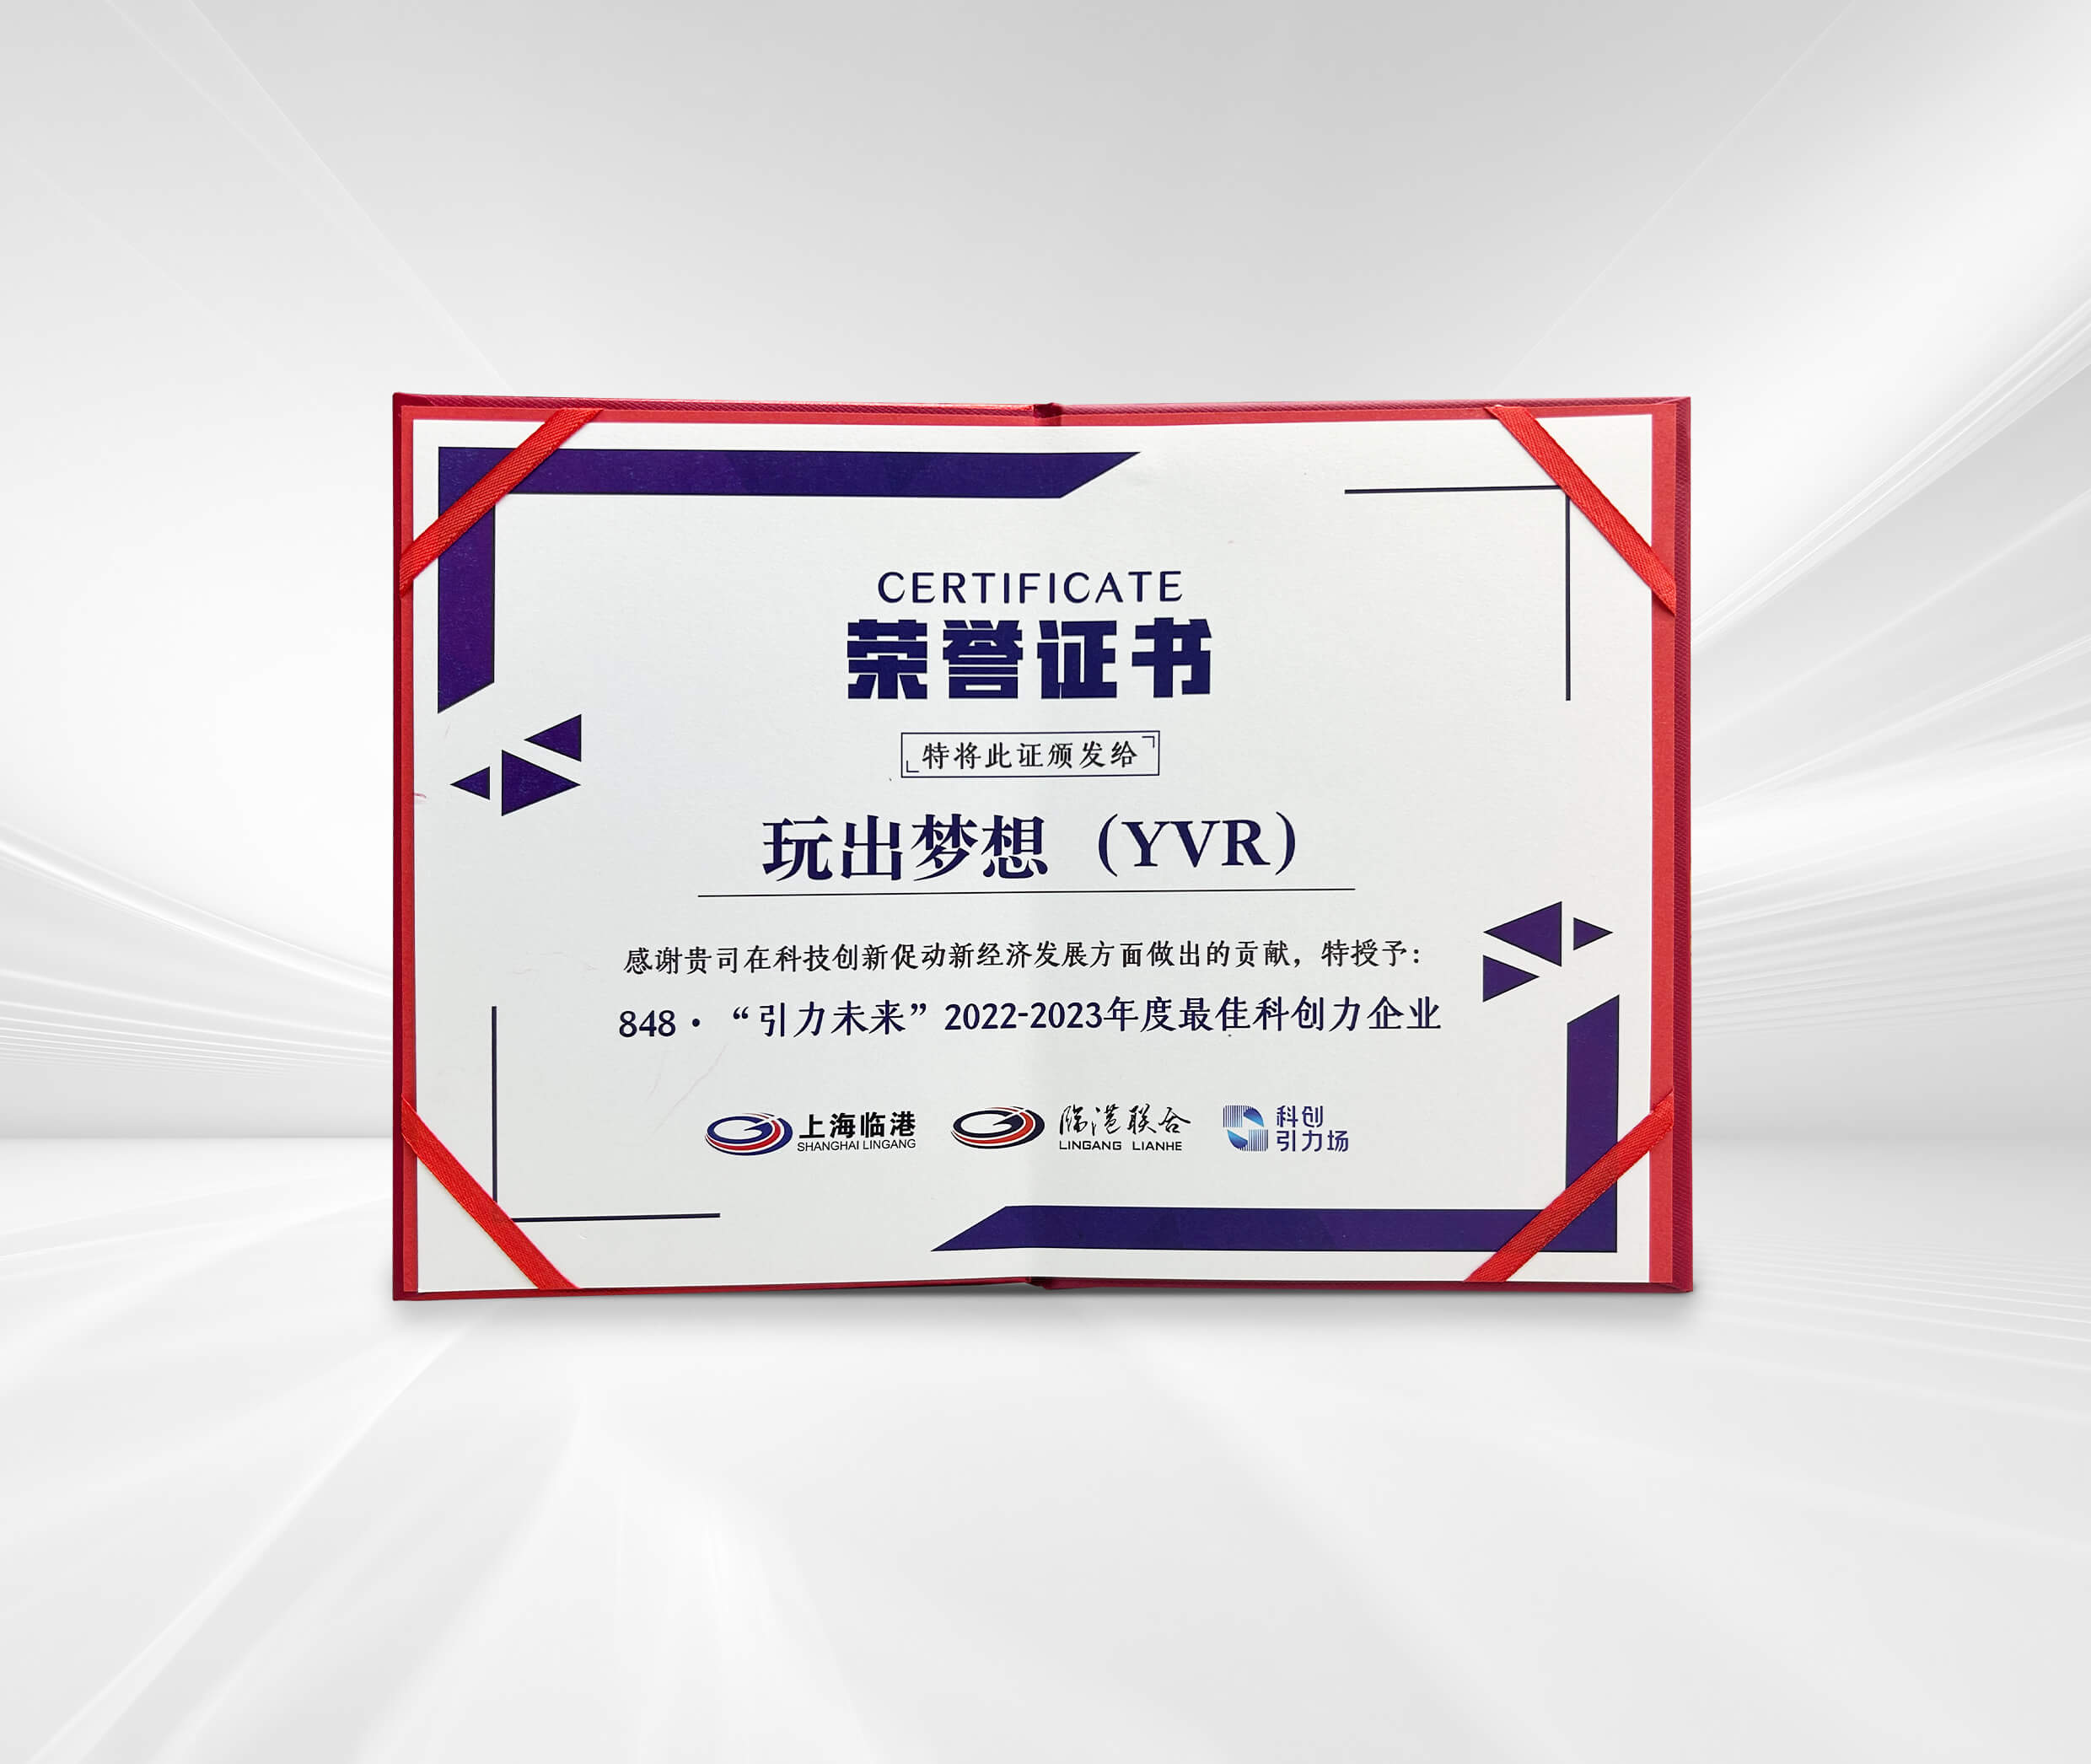 CERTIFICATE
荣誉证书
特将此证颁发给
玩出梦想（YVR）
感谢贵司在科技创新促动新经济发展方面做出的贡献，特授予：
848·“引力未来”2022-2023年度最佳科创力企业
上海临港
SHANGHAI LINGANG
临港联合
LINGANG LIANHE
科创
引力场